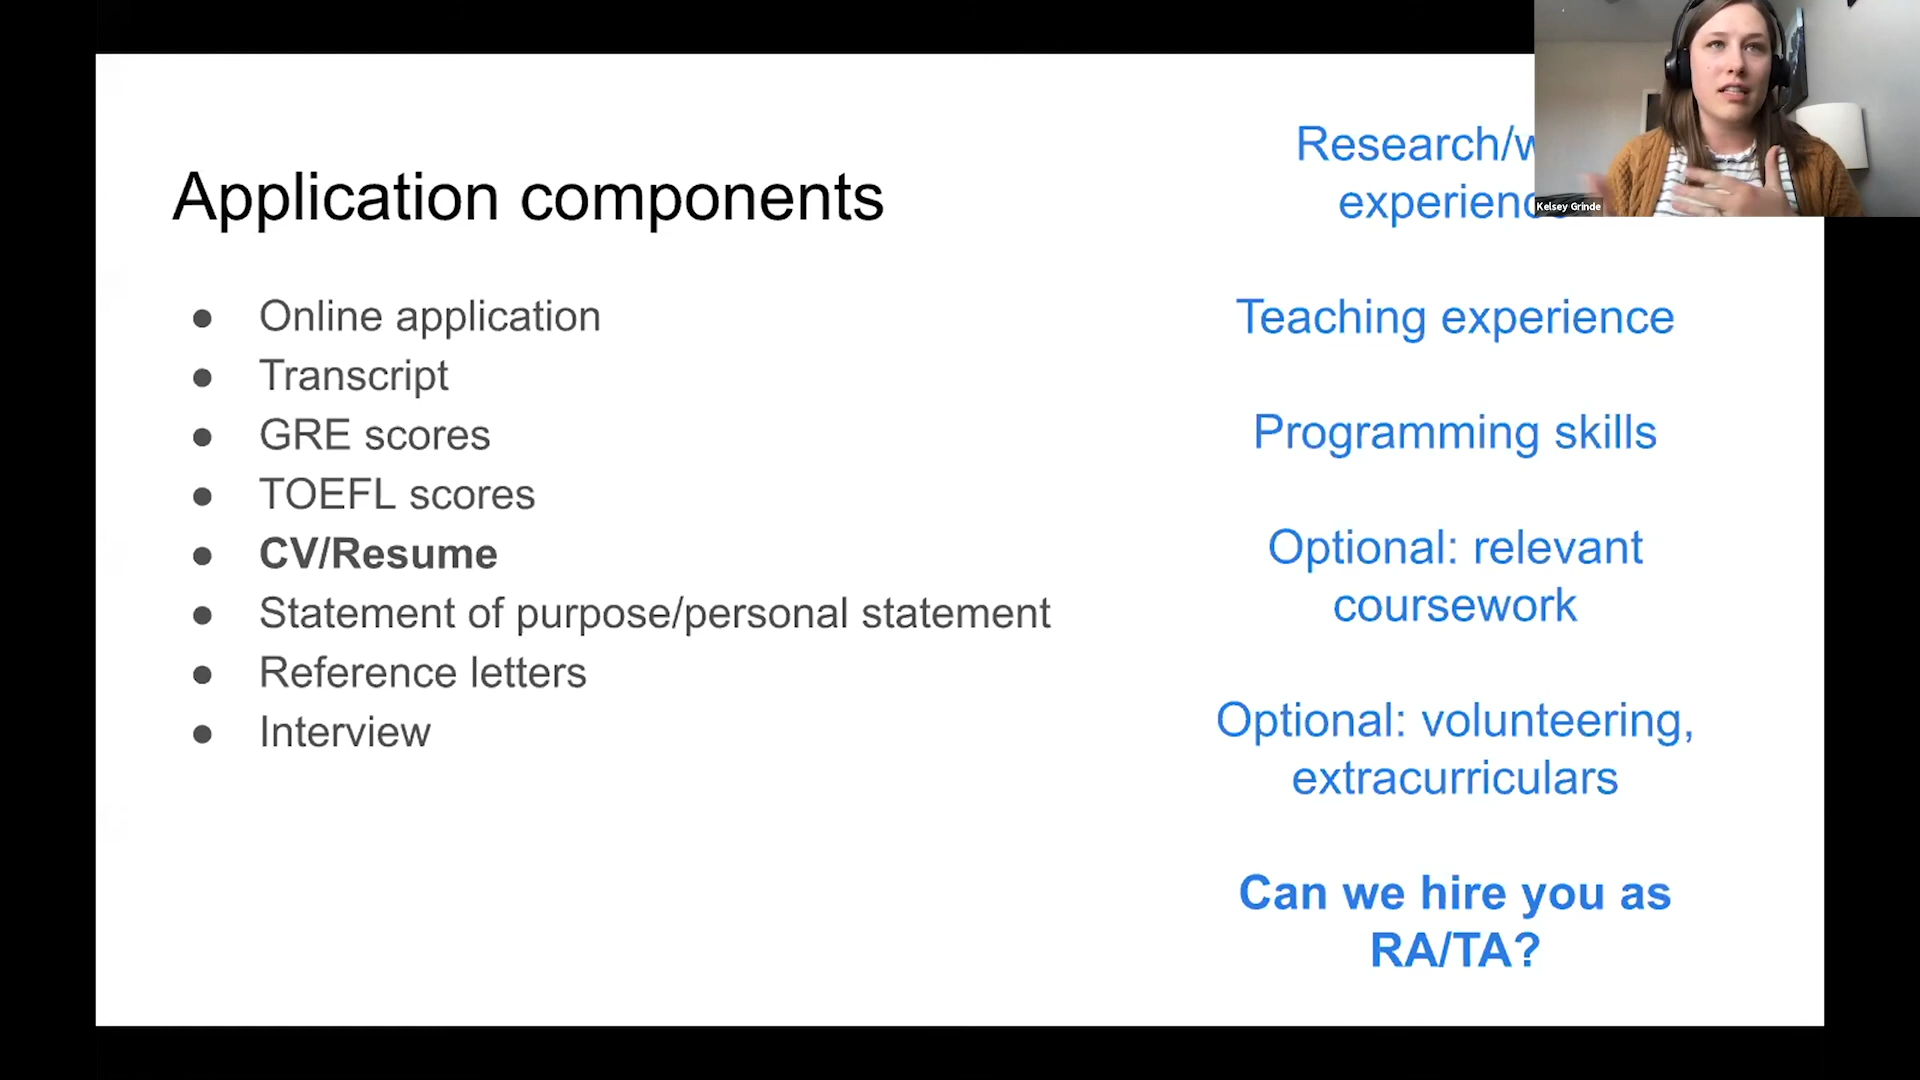 Application components
● Online application
● Transcript
● GRE scores
● TOEFL scores
● CV/Resume
● Statement of purpose/personal statement
● Reference letters
● Interview
Research/
Teaching experience
Programming skills
Optional: relevant
coursework
Optional: volunteering,
extracurriculars
Can we hire you as
RA/TA?
Kelsey Grinde